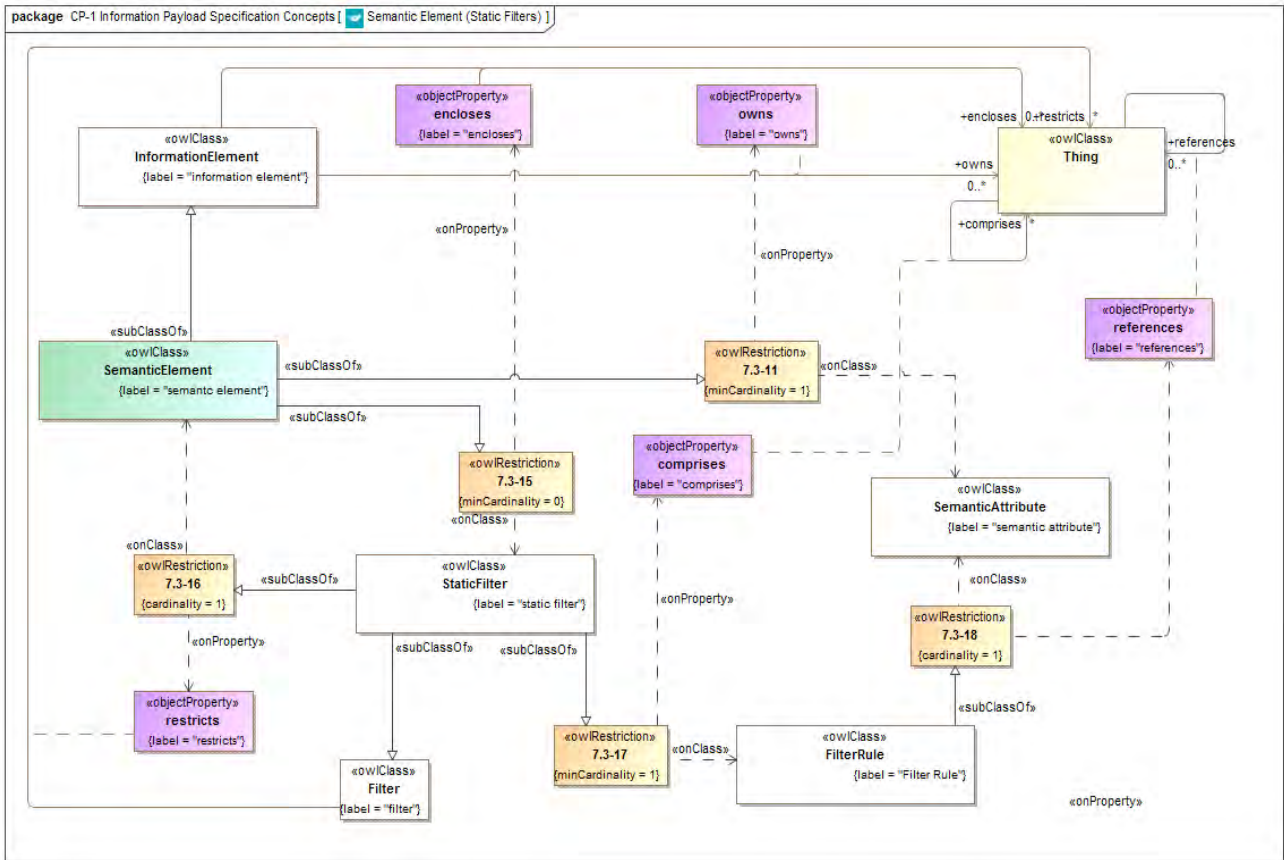 package CP-1 Information Payload Specification Concepts [ Semantic Element (Static Filters) ]
«objectProperty»
encloses
{label = "encloses"}
«objectProperty»
owns
{label = "owns"}
+encloses 0..*
+restricts *
«owlClass»
Thing
+references
0..*
+owns
0..*
+comprises *
«owlClass»
InformationElement
{label = "information element"}
«onProperty»
«onProperty»
«objectProperty»
references
{label = "references"}
«subClassOf»
«owlClass»
SemanticElement
{label = "semantc element"}
«subClassOf»
«subClassOf»
«owlRestriction»
7.3-11
{minCardinality = 1}
«onClass»
«objectProperty»
comprises
{label = "comprises"}
«owlRestriction»
7.3-15
{minCardinality = 0}
«onClass»
«owlClass»
SemanticAttribute
{label = "semantic attribute"}
«onClass»
«owlRestriction»
7.3-16
{cardinality = 1}
«subClassOf»
«owlClass»
StaticFilter
{label = "static filter"}
«onProperty»
«onClass»
«owlRestriction»
7.3-18
{cardinality = 1}
«onProperty»
«subClassOf»
«subClassOf»
«objectProperty»
restricts
{label = "restricts"}
«subClassOf»
«owlRestriction»
7.3-17
{minCardinality = 1}
«onClass»
«owlClass»
FilterRule
{label = "Filter Rule"}
«owlClass»
Filter
{label = "filter"}
«onProperty»